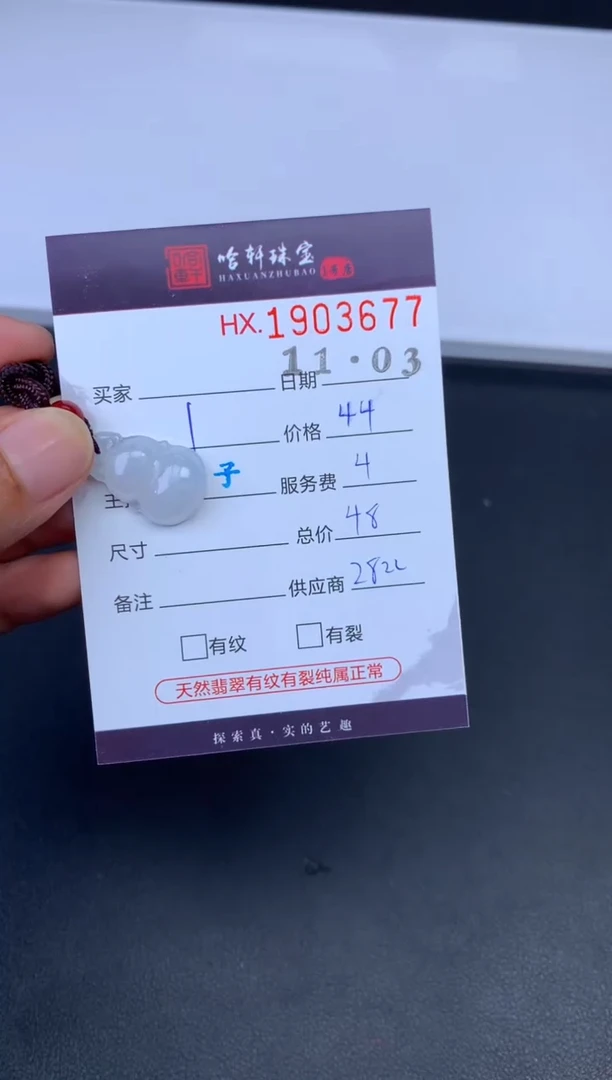 哈轩珠宝
HAXUANZHUBAO
HX.1903677
11·03
买家 日期
1 价格 44
主 子 服务费 4
尺寸 总价 48
备注 供应商
有纹 有裂
天然翡翠有纹有裂纯属正常
探索真·实的艺趣